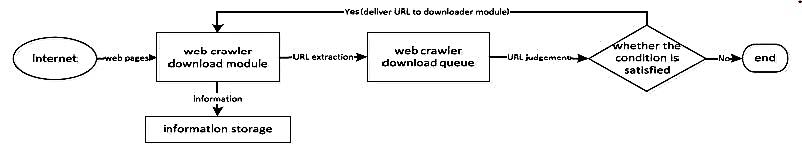 Yes(deliver URL to downloader module)
Internet
web pages
web crawler
download module
URL extraction
web crawler
download queue
URL judgement
whether the
condition is
satisfied
No
end
Information
information storage